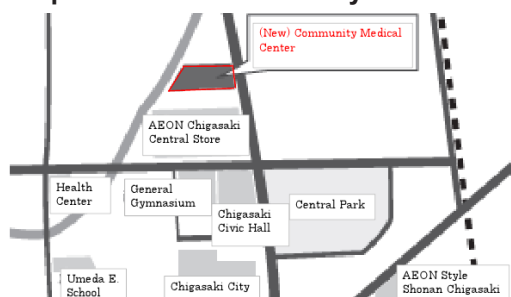 (New) Community Medical
Center
AEON Chigasaki
Central Store
Health
Center
General
Gymnasium
Chigasaki
Civic Hall
Central Park
Umeda E.
School
Chigasaki City
AEON Style
Shonan Chigasaki